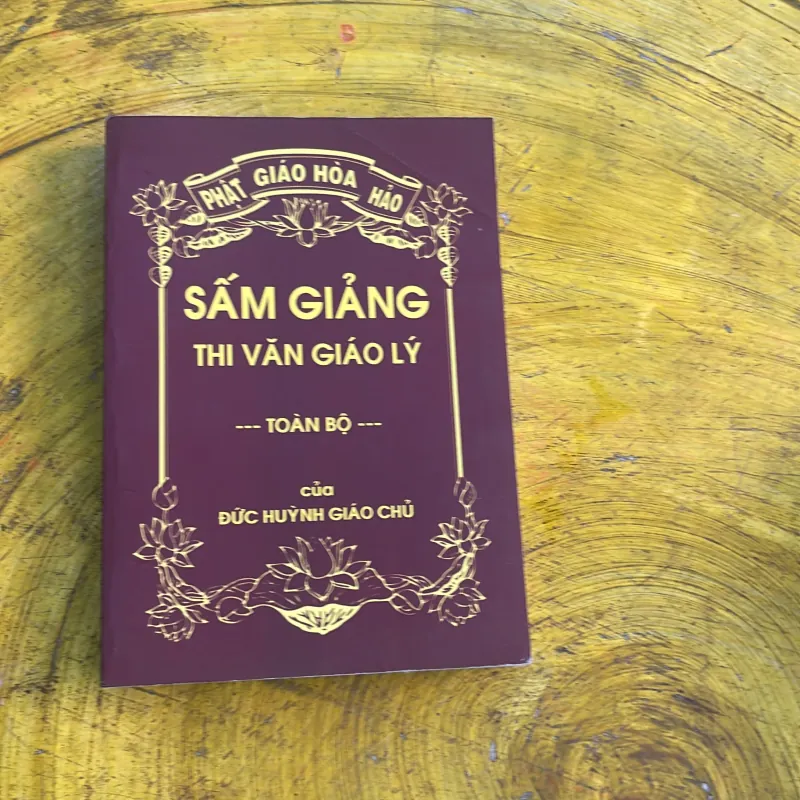 PHẬT GIÁO HÒA HẢO
SẤM GIẢNG
THI VĂN GIÁO LÝ
--- TOÀN BỘ ---
của
ĐỨC HUỲNH GIÁO CHỦ